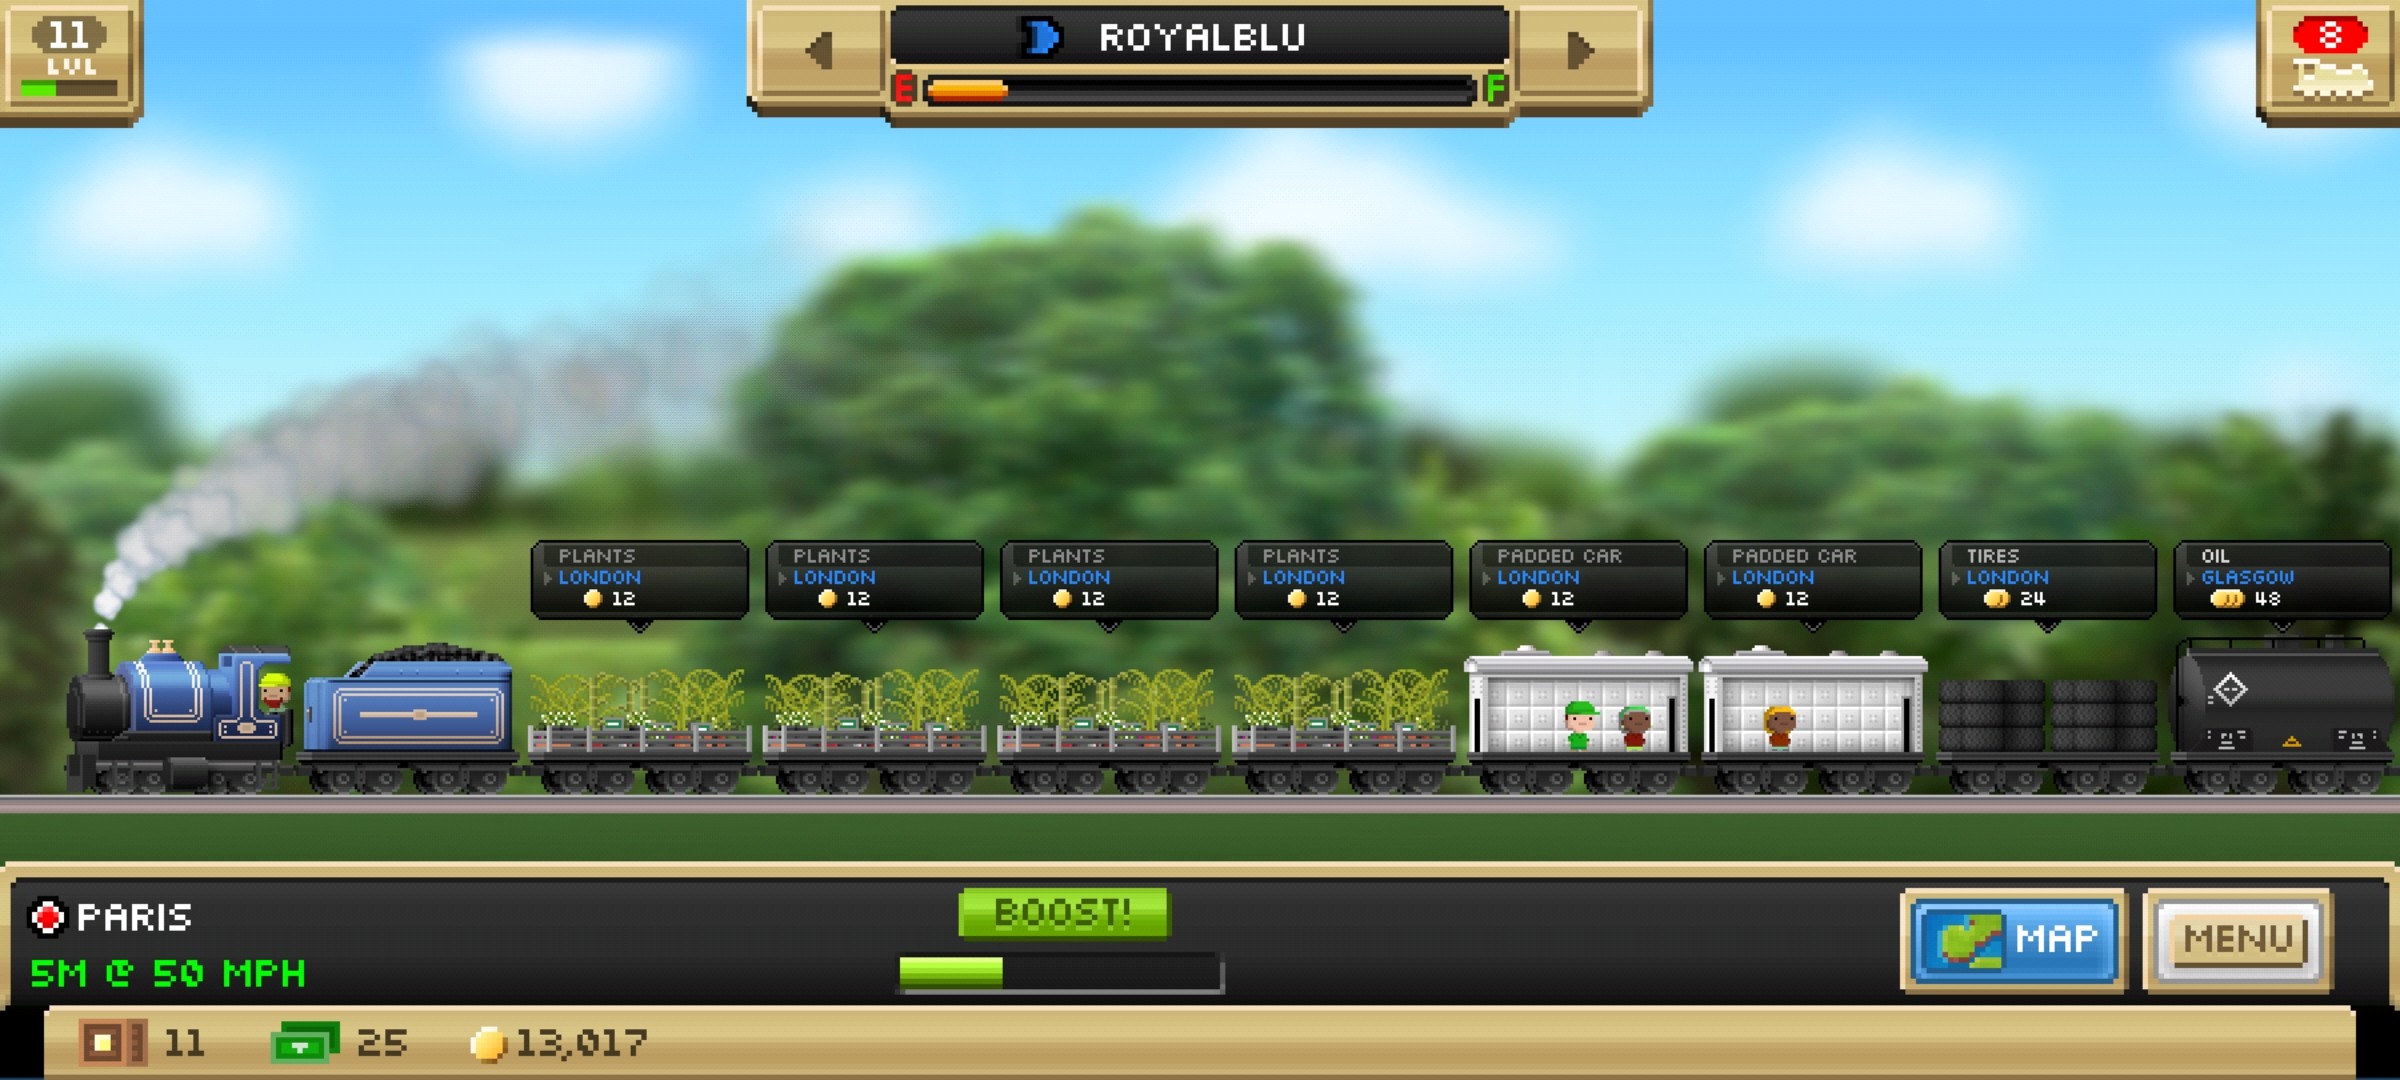 11
LVL
ROYALBLU
E F
8
PLANTS
LONDON
12
PLANTS
LONDON
12
PLANTS
LONDON
12
PLANTS
LONDON
12
PADDED CAR
LONDON
12
PADDED CAR
LONDON
12
TIRES
LONDON
24
OIL
GLASGOW
48
PARIS
5M @ 50 MPH
BOOST!
MAP
MENU
11 25 13,017